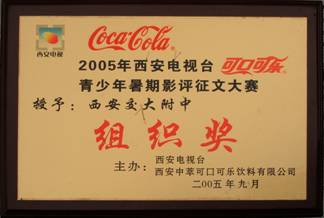 西安电视
Coca-Cola
2005年西安电视台 可口可乐
青少年暑期影评征文大赛
授予：西安交大附中
组织奖
主办：西安电视台
西安中萃可口可乐饮料有限公司
二00五年九月